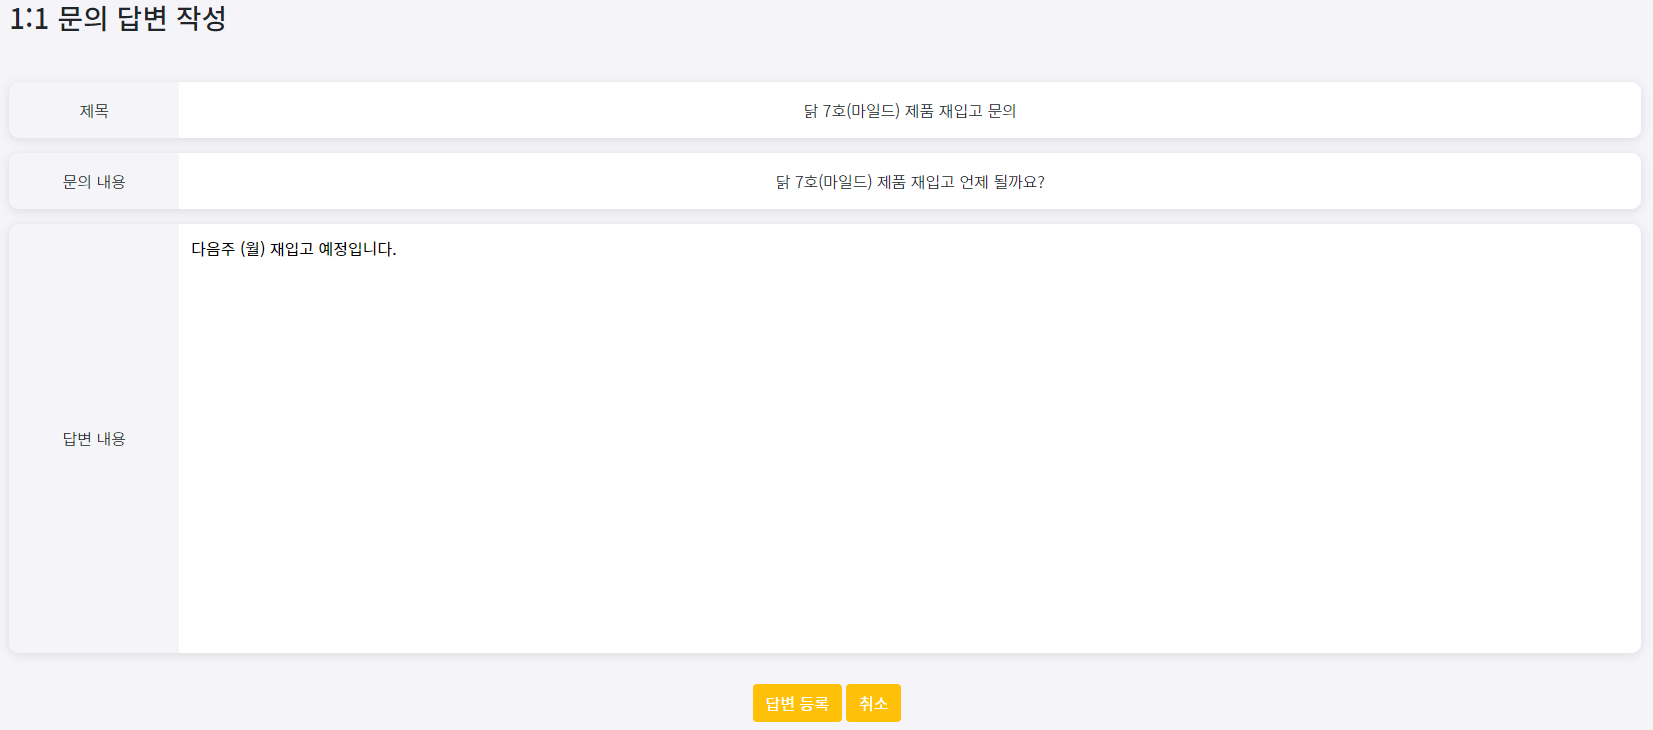 1:1 문의 답변 작성
제목
닭 7호(마일드) 제품 재입고 문의
문의 내용
닭 7호(마일드) 제품 재입고 언제 될까요?
답변 내용
다음주 (월) 재입고 예정입니다.
답변 등록 취소